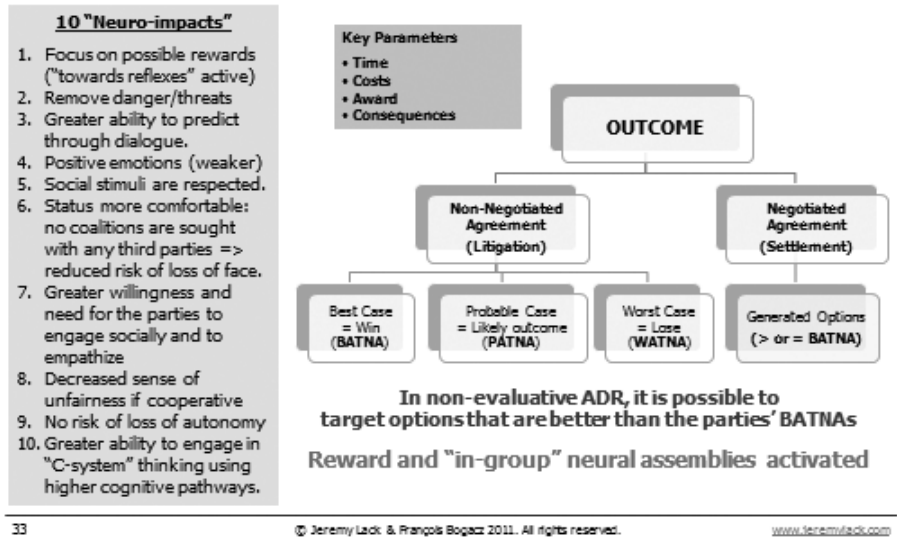 10 “Neuro-impacts”
1. Focus on possible rewards
(“towards reflexes” active)
2. Remove danger/threats
3. Greater ability to predict
through dialogue.
4. Positive emotions (weaker)
5. Social stimuli are respected.
6. Status more comfortable:
no coalitions are sought
with any third parties =>
reduced risk of loss of face.
7. Greater willingness and
need for the parties to
engage socially and to
empathize
8. Decreased sense of
unfairness if cooperative
9. No risk of loss of autonomy
10. Greater ability to engage in
“C-system” thinking using
higher cognitive pathways.
Key Parameters
• Time
• Costs
• Award
• Consequences
OUTCOME
Non-Negotiated
Agreement
(Litigation)
Negotiated
Agreement
(Settlement)
Best Case
= Win
(BATNA)
Probable Case
= Likely outcome
(PATNA)
Worst Case
= Lose
(WATNA)
Generated Options
(> or = BATNA)
In non-evaluative ADR, it is possible to
target options that are better than the parties’ BATNAs
Reward and “in-group” neural assemblies activated
33
© Jeremy Lack & François Bogacz 2011. All rights reserved.
www.jeremylack.com